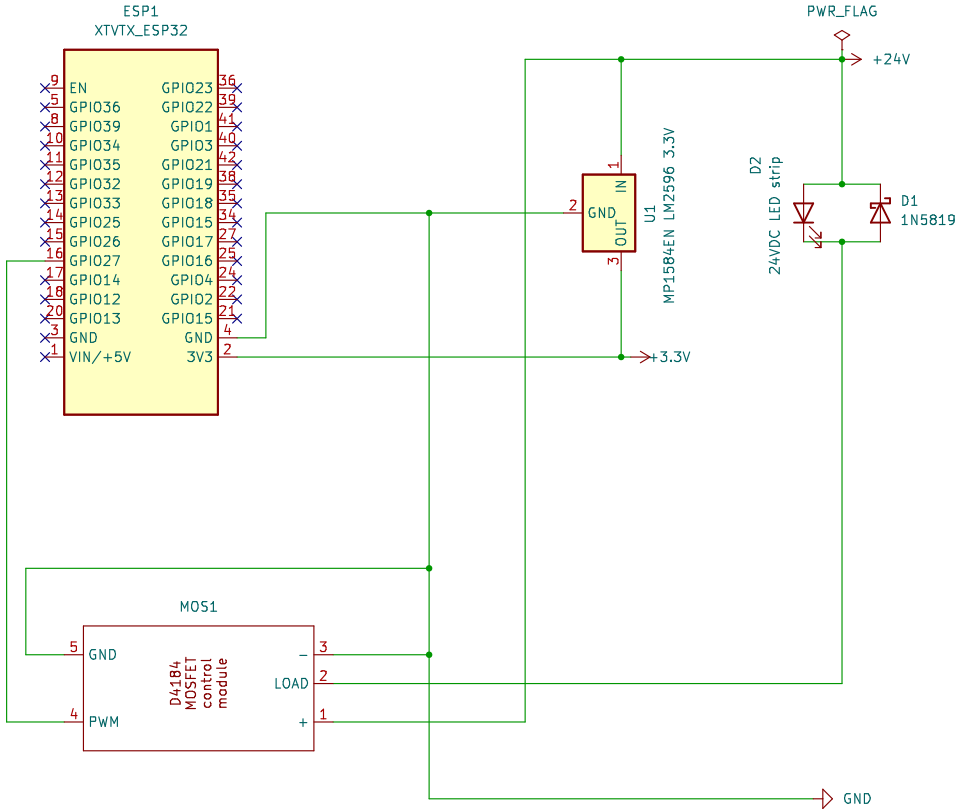 ESP1
XTVTX_ESP32
PWR_FLAG
+24V
9 EN
5 GPIO36
8 GPIO39
10 GPIO34
11 GPIO35
12 GPIO32
13 GPIO33
14 GPIO25
15 GPIO26
16 GPIO27
17 GPIO14
18 GPIO12
20 GPIO13
3 GND
1 VIN/+5V
GPIO23 36
GPIO22 39
GPIO1 41
GPIO3 40
GPIO21 42
GPIO19 38
GPIO18 35
GPIO15 34
GPIO17 27
GPIO16 25
GPIO4 24
GPIO2 22
GPIO15 21
GND 4
3V3 2
1
IN
2 GND
OUT
3
U1
MP1584EN LM2596 3.3V
+3.3V
D2
24VDC LED strip
D1
1N5819
MOS1
5 GND
4 PWM
D4184
MOSFET
control
module
- 3
LOAD 2
+ 1
GND